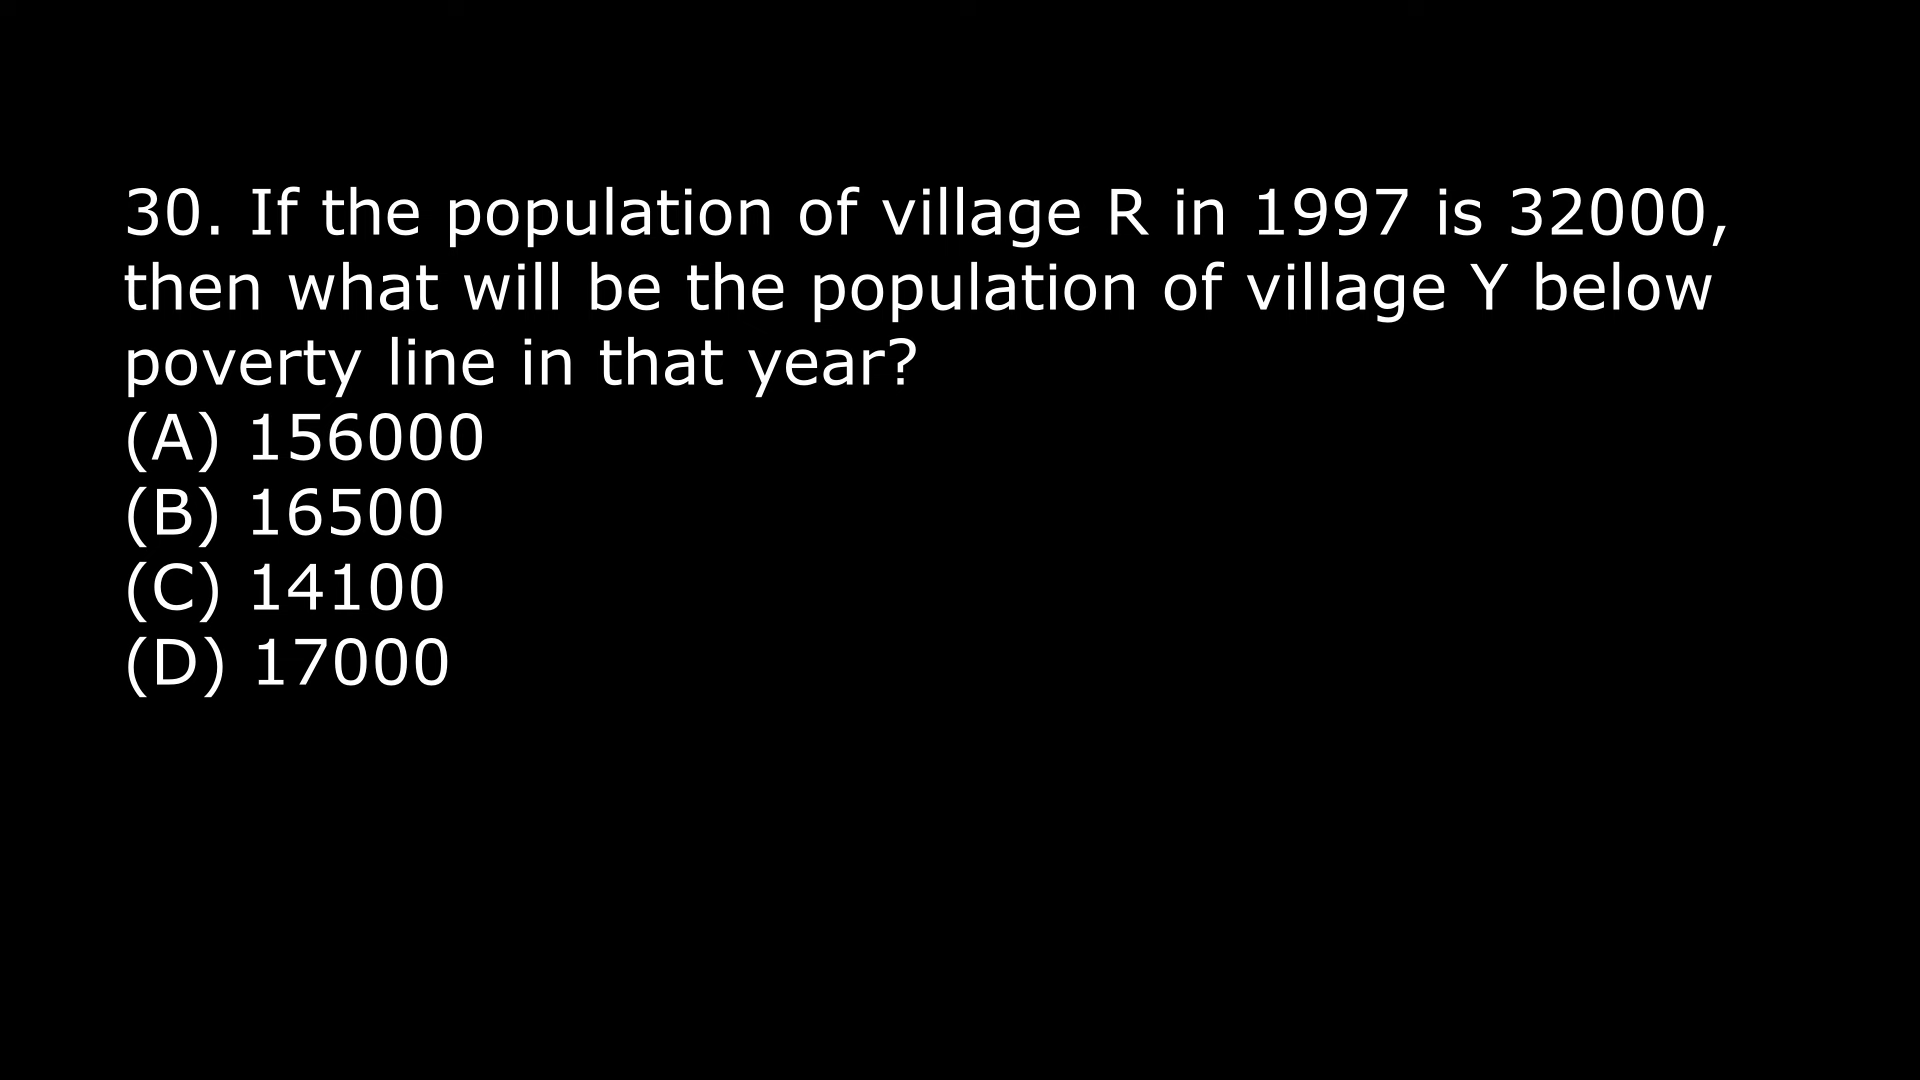 30. If the population of village R in 1997 is 32000,
then what will be the population of village Y below
poverty line in that year?
(A) 156000
(B) 16500
(C) 14100
(D) 17000